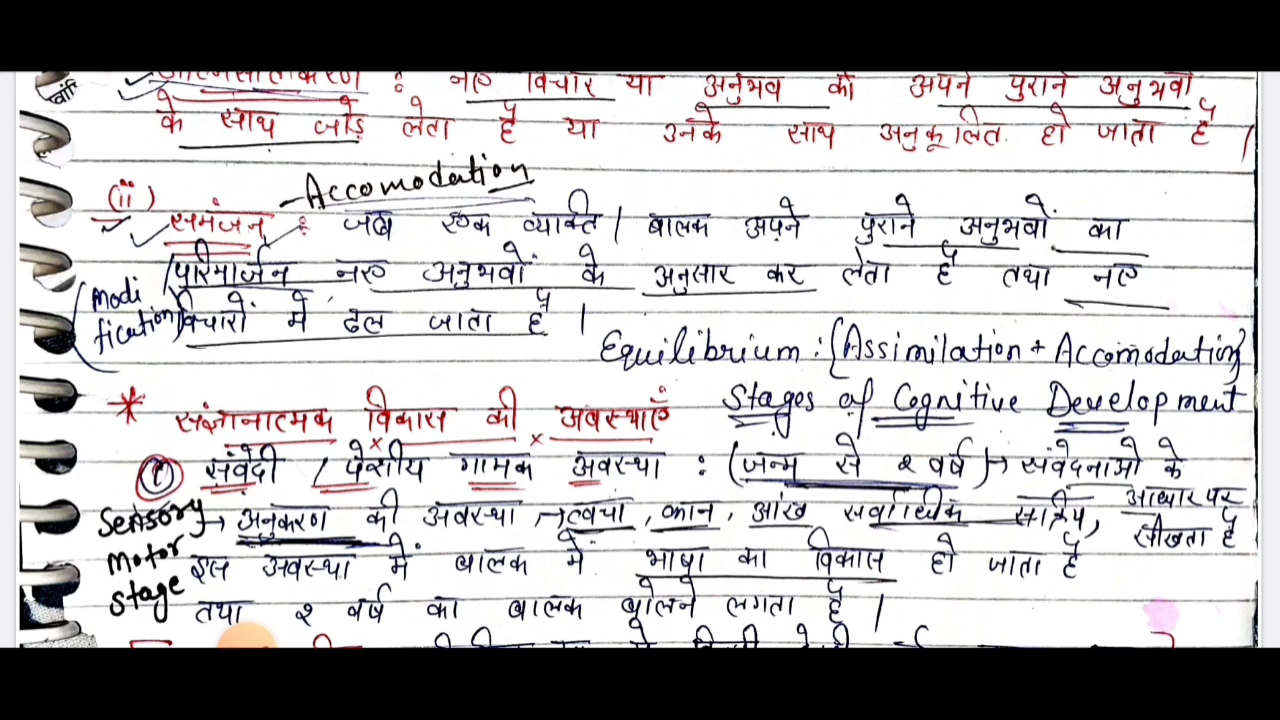 आत्मसातीकरण : नए विचार या अनुभव को अपने पुराने अनुभवों
के साथ जोड़ लेता है या उनके साथ अनुकूलित हो जाता है।
(ii) समंजन : जब एक व्यक्ति / बालक अपने पुराने अनुभवों का
Accomodation
परिमार्जन नए अनुभवों के अनुसार कर लेता है तथा नए
(modification)
विचारों में ढल जाता है।
Equilibrium : {Assimilation + Accomodation}
* संज्ञानात्मक विकास की अवस्थाएँ Stages of Cognitive Development
① संवेदी / पेशीय गामक अवस्था : (जन्म से २ वर्ष) → संवेदनाओ के
आधार पर
Sensory motor stage
→ अनुकरण की अवस्था → त्वचा, कान, आंख सर्वाधिक सक्रिय, सीखता है
इस अवस्था में बालक में भाषा का विकास हो जाता है
तथा २ वर्ष का बालक बोलने लगता है।